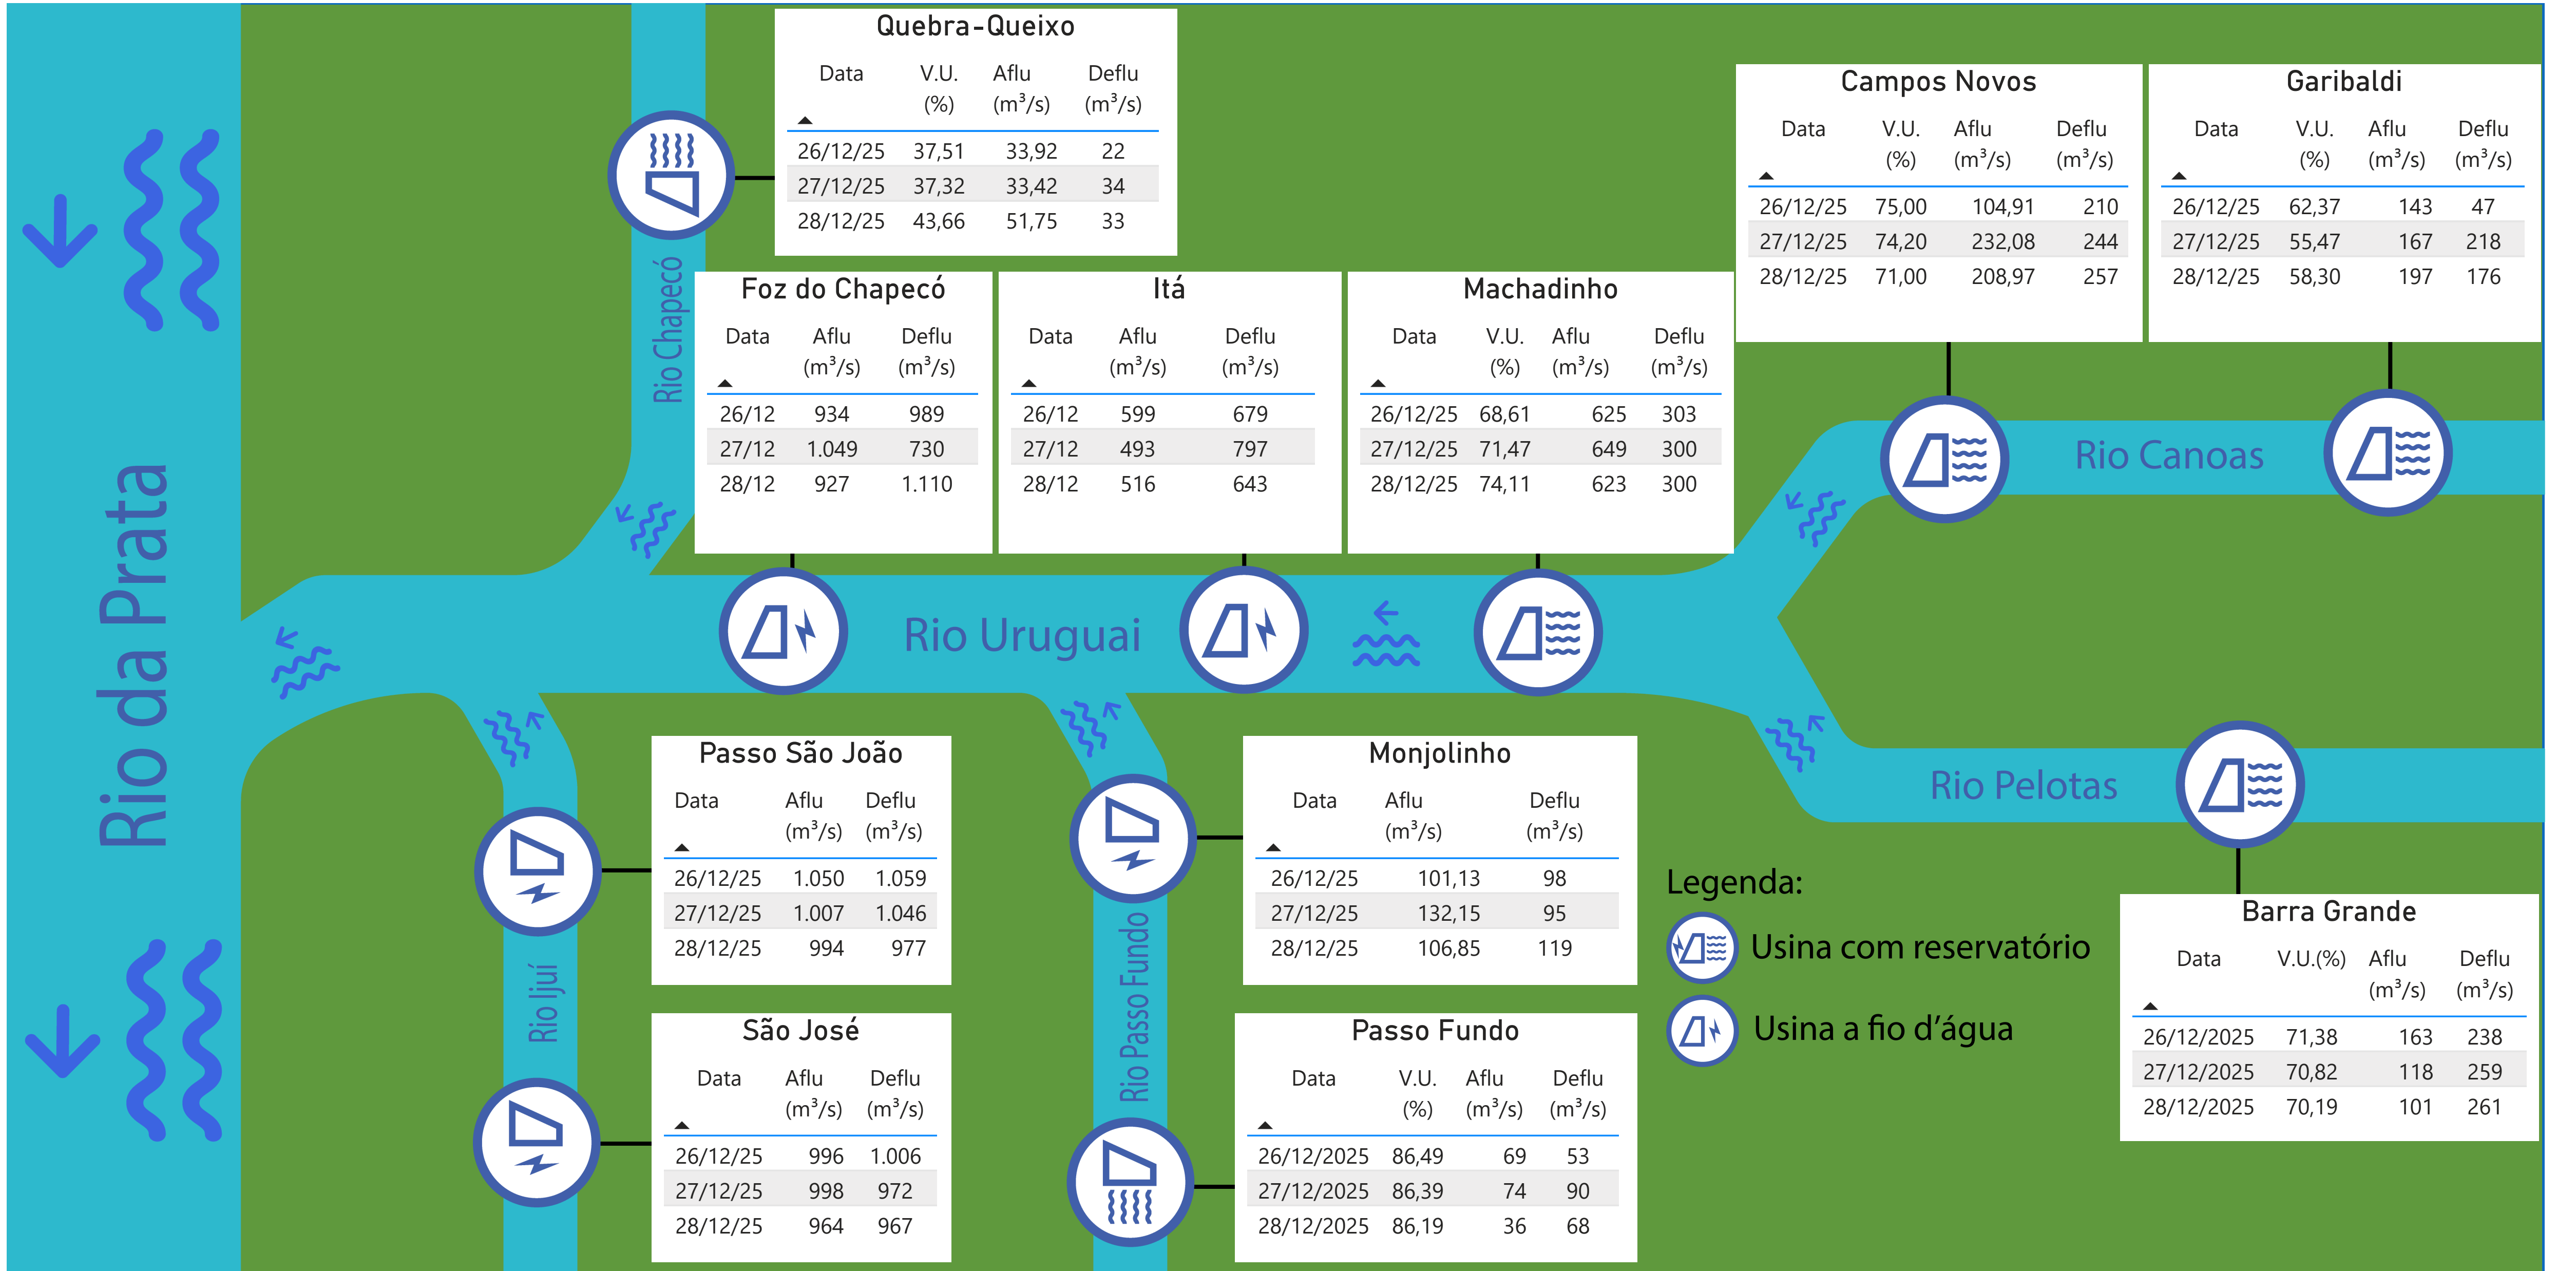 Quebra-Queixo
Data V.U. (%) Aflu (m³/s) Deflu (m³/s)
26/12/25 37,51 33,92 22
27/12/25 37,32 33,42 34
28/12/25 43,66 51,75 33
Campos Novos
Data V.U. (%) Aflu (m³/s) Deflu (m³/s)
26/12/25 75,00 104,91 210
27/12/25 74,20 232,08 244
28/12/25 71,00 208,97 257
Garibaldi
Data V.U. (%) Aflu (m³/s) Deflu (m³/s)
26/12/25 62,37 143 47
27/12/25 55,47 167 218
28/12/25 58,30 197 176
Rio Chapecó
Foz do Chapecó
Data Aflu (m³/s) Deflu (m³/s)
26/12 934 989
27/12 1.049 730
28/12 927 1.110
Itá
Data Aflu (m³/s) Deflu (m³/s)
26/12 599 679
27/12 493 797
28/12 516 643
Machadinho
Data V.U. (%) Aflu (m³/s) Deflu (m³/s)
26/12/25 68,61 625 303
27/12/25 71,47 649 300
28/12/25 74,11 623 300
Rio Canoas
Rio da Prata
Rio Uruguai
Rio Pelotas
Passo São João
Data Aflu (m³/s) Deflu (m³/s)
26/12/25 1.050 1.059
27/12/25 1.007 1.046
28/12/25 994 977
Monjolinho
Data Aflu (m³/s) Deflu (m³/s)
26/12/25 101,13 98
27/12/25 132,15 95
28/12/25 106,85 119
Legenda:
Usina com reservatório
Usina a fio d’água
Barra Grande
Data V.U.(%) Aflu (m³/s) Deflu (m³/s)
26/12/2025 71,38 163 238
27/12/2025 70,82 118 259
28/12/2025 70,19 101 261
Rio Ijuí
Rio Passo Fundo
São José
Data Aflu (m³/s) Deflu (m³/s)
26/12/25 996 1.006
27/12/25 998 972
28/12/25 964 967
Passo Fundo
Data V.U. (%) Aflu (m³/s) Deflu (m³/s)
26/12/2025 86,49 69 53
27/12/2025 86,39 74 90
28/12/2025 86,19 36 68